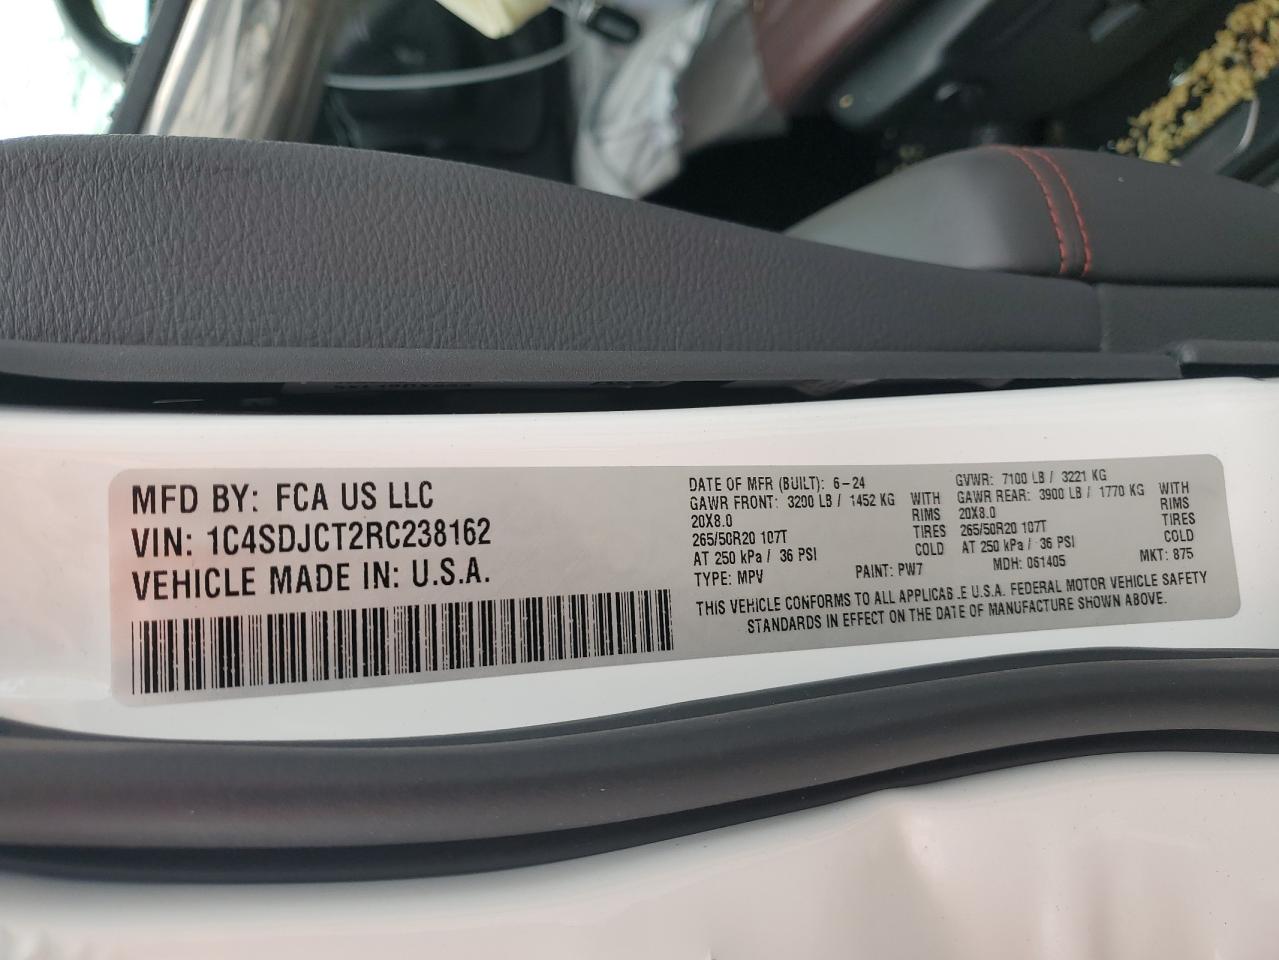 MFD BY: FCA US LLC
VIN: 1C4SDJCT2RC238162
VEHICLE MADE IN: U.S.A.
DATE OF MFR (BUILT): 6-24
GAWR FRONT: 3200 LB / 1452 KG WITH
20X8.0 RIMS
265/50R20 107T TIRES
AT 250 kPa / 36 PSI COLD
TYPE: MPV PAINT: PW7
GVWR: 7100 LB / 3221 KG
GAWR REAR: 3900 LB / 1770 KG WITH
20X8.0 RIMS
265/50R20 107T TIRES
AT 250 kPa / 36 PSI COLD
MDH: 061405 MKT: 875
THIS VEHICLE CONFORMS TO ALL APPLICAB.E U.S.A. FEDERAL MOTOR VEHICLE SAFETY
STANDARDS IN EFFECT ON THE DATE OF MANUFACTURE SHOWN ABOVE.